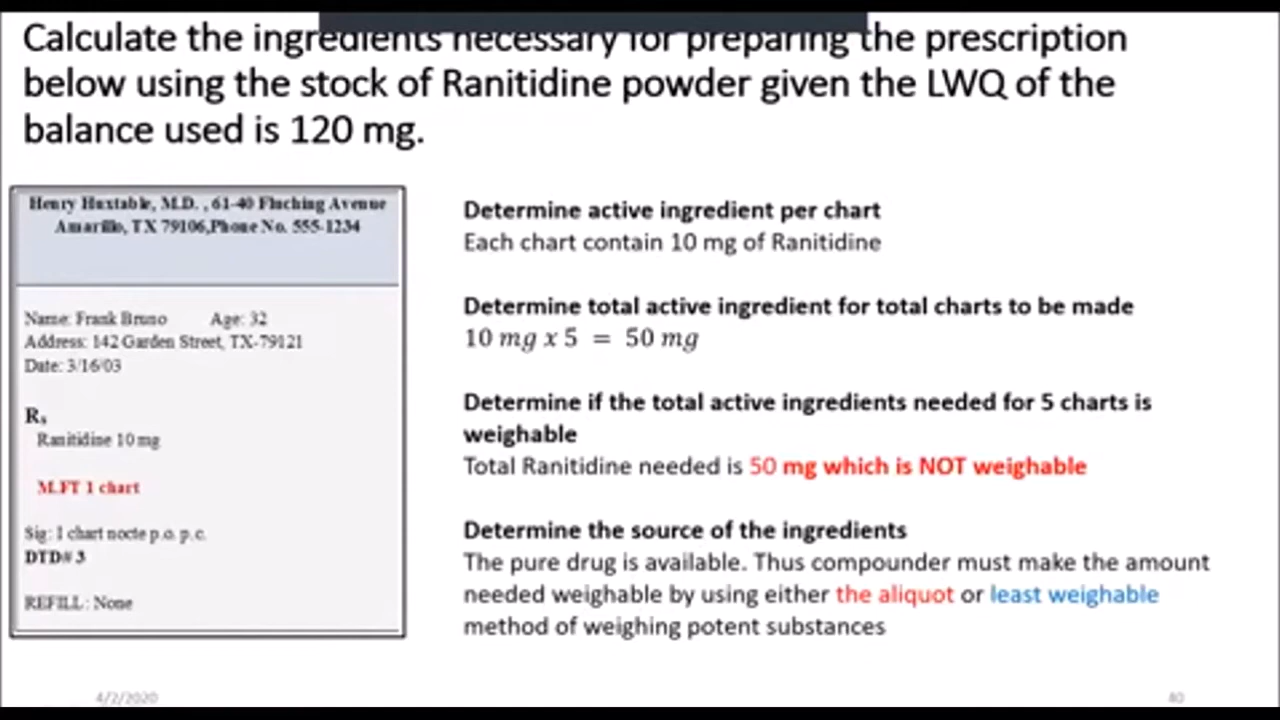 Calculate the ingredients necessary for preparing the prescription
below using the stock of Ranitidine powder given the LWQ of the
balance used is 120 mg.
Henry Huxtable, M.D. , 61-40 Fluching Avenue
Amarillo, TX 79106,Phone No. 555-1234
Name: Frank Bruno Age: 32
Address: 142 Garden Street, TX-79121
Date: 3/16/03
Rx
Ranitidine 10 mg
M.FT 1 chart
Sig: 1 chart nocte p.o. p.c.
DTD# 3
REFILL : None
Determine active ingredient per chart
Each chart contain 10 mg of Ranitidine
Determine total active ingredient for total charts to be made
10 mg x 5 = 50 mg
Determine if the total active ingredients needed for 5 charts is
weighable
Total Ranitidine needed is 50 mg which is NOT weighable
Determine the source of the ingredients
The pure drug is available. Thus compounder must make the amount
needed weighable by using either the aliquot or least weighable
method of weighing potent substances
4/2/2020
40